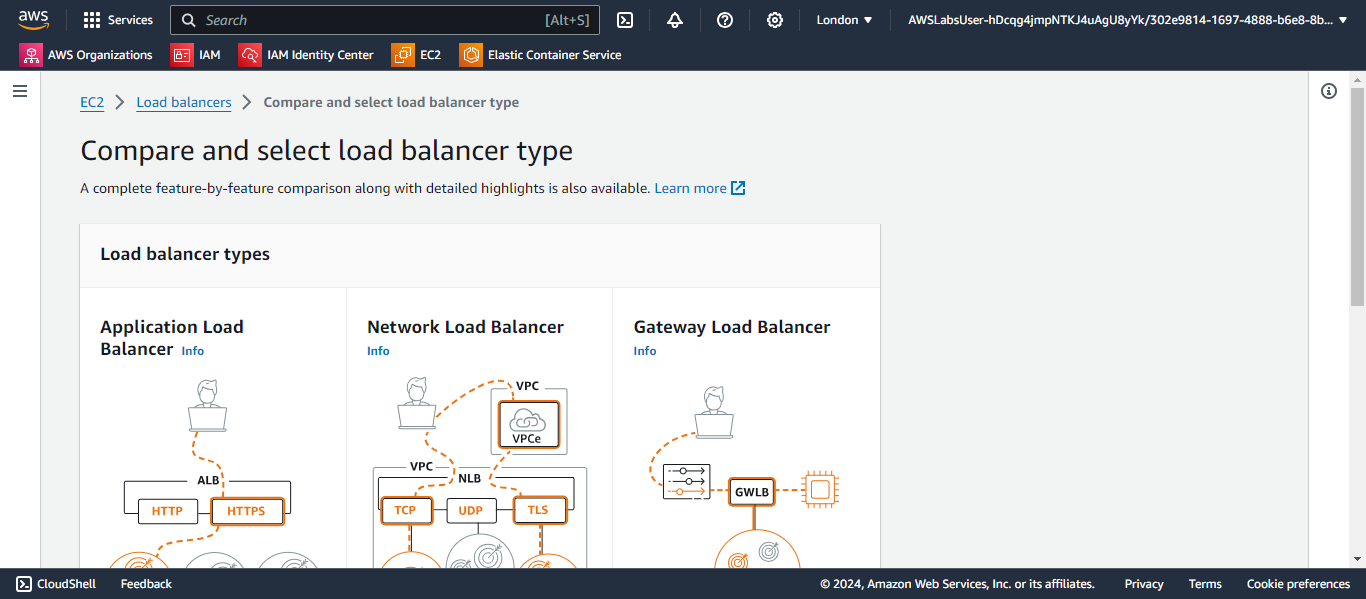 aws
Services
Search
[Alt+S]
London
AWSLabsUser-hDcqg4jmpNTKJ4uAgU8yYk/302e9814-1697-4888-b6e8-8b...
AWS Organizations
IAM
IAM Identity Center
EC2
Elastic Container Service
EC2 > Load balancers > Compare and select load balancer type
Compare and select load balancer type
A complete feature-by-feature comparison along with detailed highlights is also available. Learn more
Load balancer types
Application Load
Balancer Info
ALB
HTTP
HTTPS
Network Load Balancer
Info
VPC
VPCe
VPC
NLB
TCP
UDP
TLS
Gateway Load Balancer
Info
GWLB
CloudShell
Feedback
© 2024, Amazon Web Services, Inc. or its affiliates.
Privacy
Terms
Cookie preferences